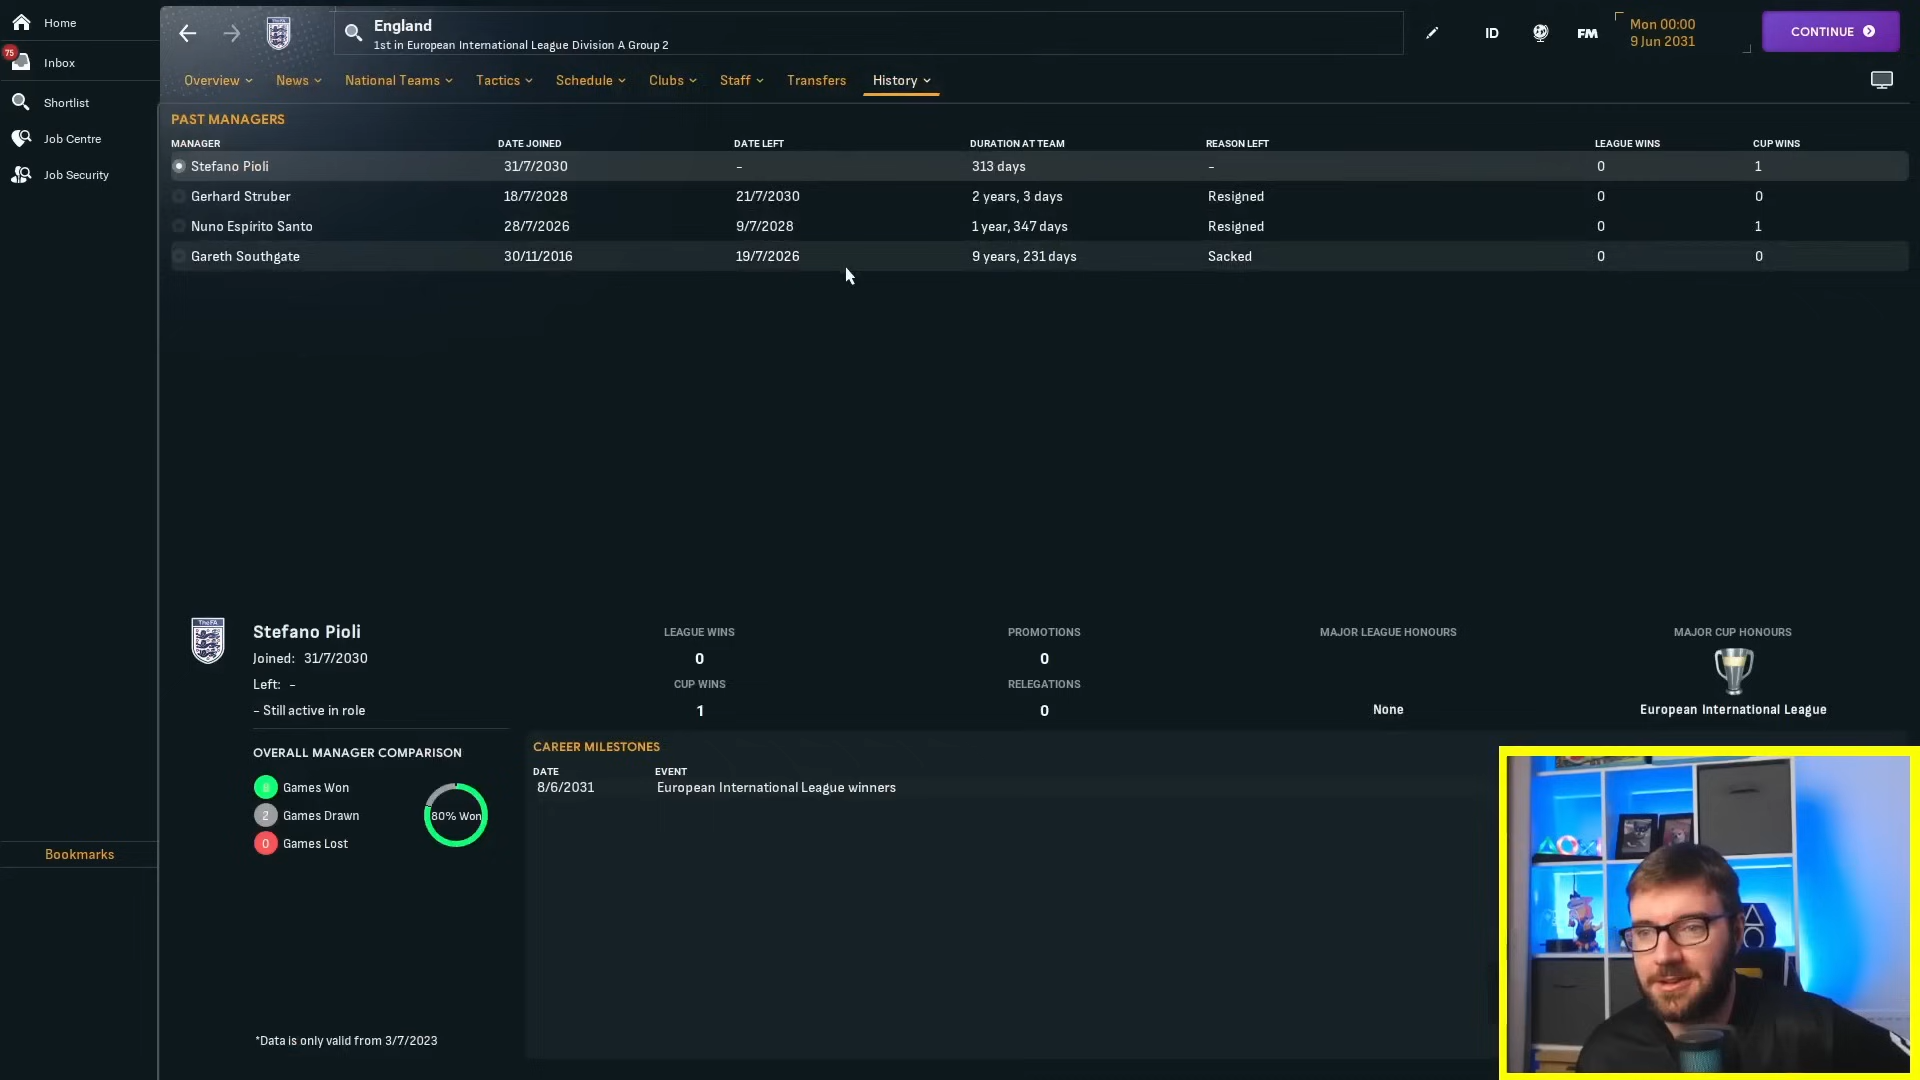 Home
75
Inbox
Shortlist
Job Centre
Job Security
Bookmarks
England
1st in European International League Division A Group 2
ID
FM
Mon 00:00
9 Jun 2031
CONTINUE
Overview
News
National Teams
Tactics
Schedule
Clubs
Staff
Transfers
History
PAST MANAGERS
MANAGER DATE JOINED DATE LEFT DURATION AT TEAM REASON LEFT LEAGUE WINS CUP WINS
Stefano Pioli 31/7/2030 - 313 days - 0 1
Gerhard Struber 18/7/2028 21/7/2030 2 years, 3 days Resigned 0 0
Nuno Espírito Santo 28/7/2026 9/7/2028 1 year, 347 days Resigned 0 1
Gareth Southgate 30/11/2016 19/7/2026 9 years, 231 days Sacked 0 0
The FA
Stefano Pioli
Joined: 31/7/2030
Left: -
- Still active in role
LEAGUE WINS
0
CUP WINS
1
PROMOTIONS
0
RELEGATIONS
0
MAJOR LEAGUE HONOURS
None
MAJOR CUP HONOURS
European International League
OVERALL MANAGER COMPARISON
Games Won
2 Games Drawn
0 Games Lost
80% Won
CAREER MILESTONES
DATE EVENT
8/6/2031 European International League winners
*Data is only valid from 3/7/2023